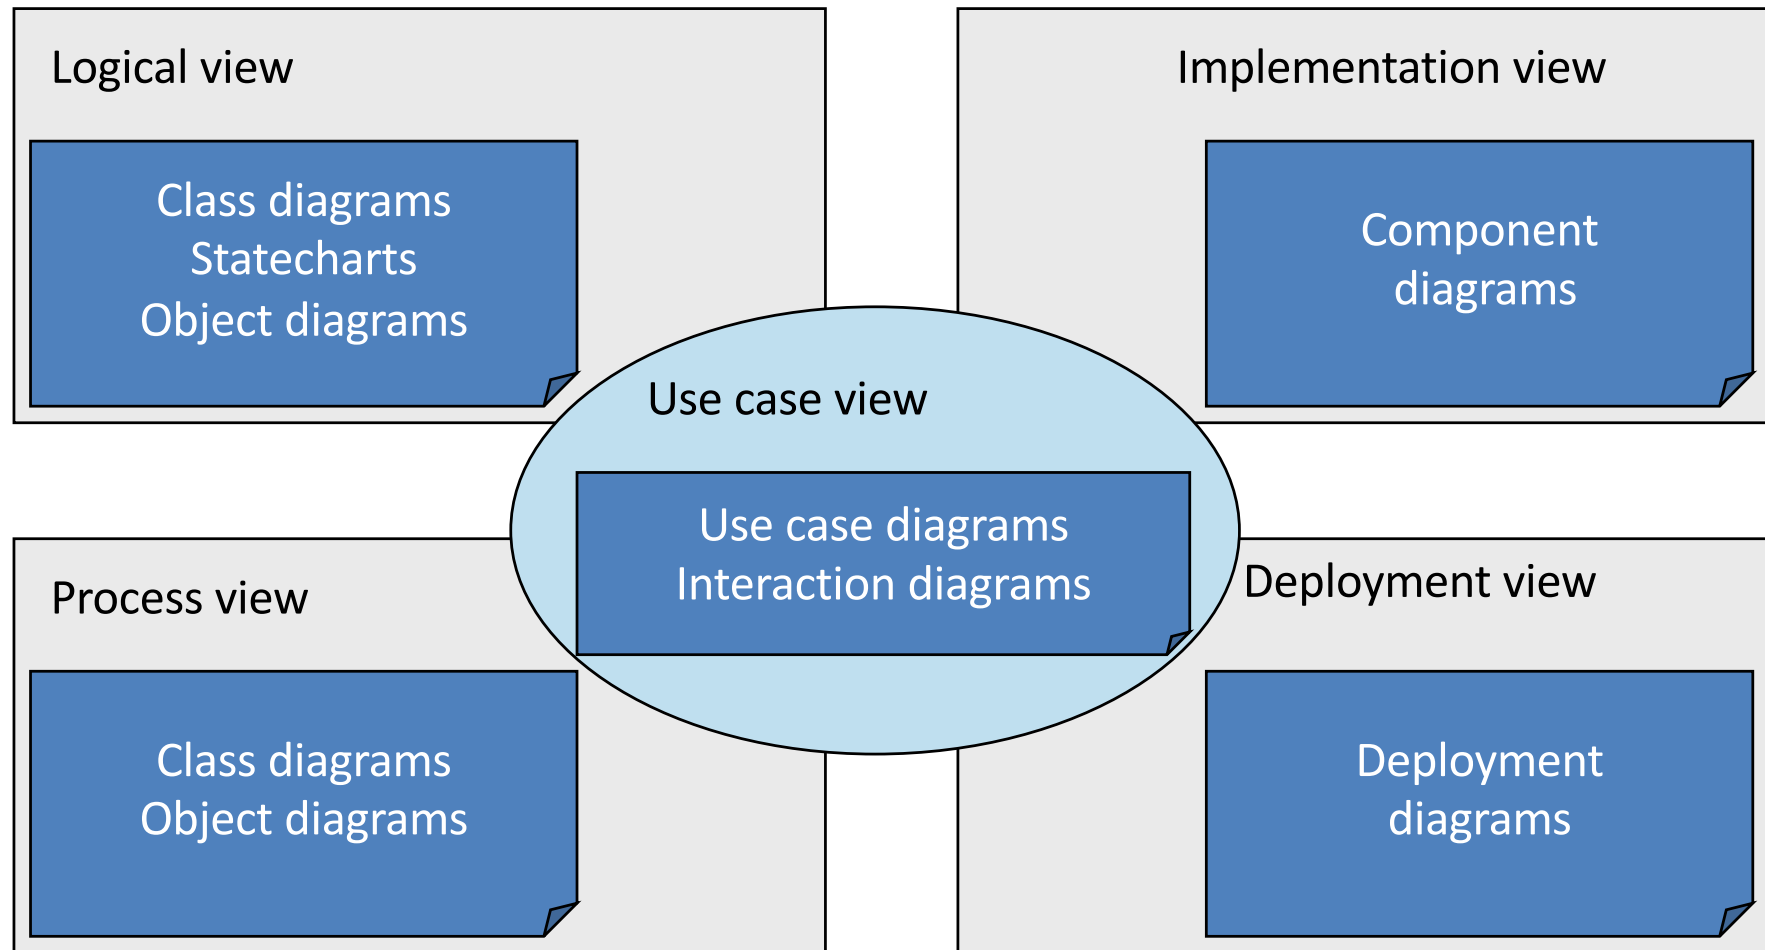 Logical view
Class diagrams
Statecharts
Object diagrams
Implementation view
Component
diagrams
Use case view
Use case diagrams
Interaction diagrams
Process view
Class diagrams
Object diagrams
Deployment view
Deployment
diagrams